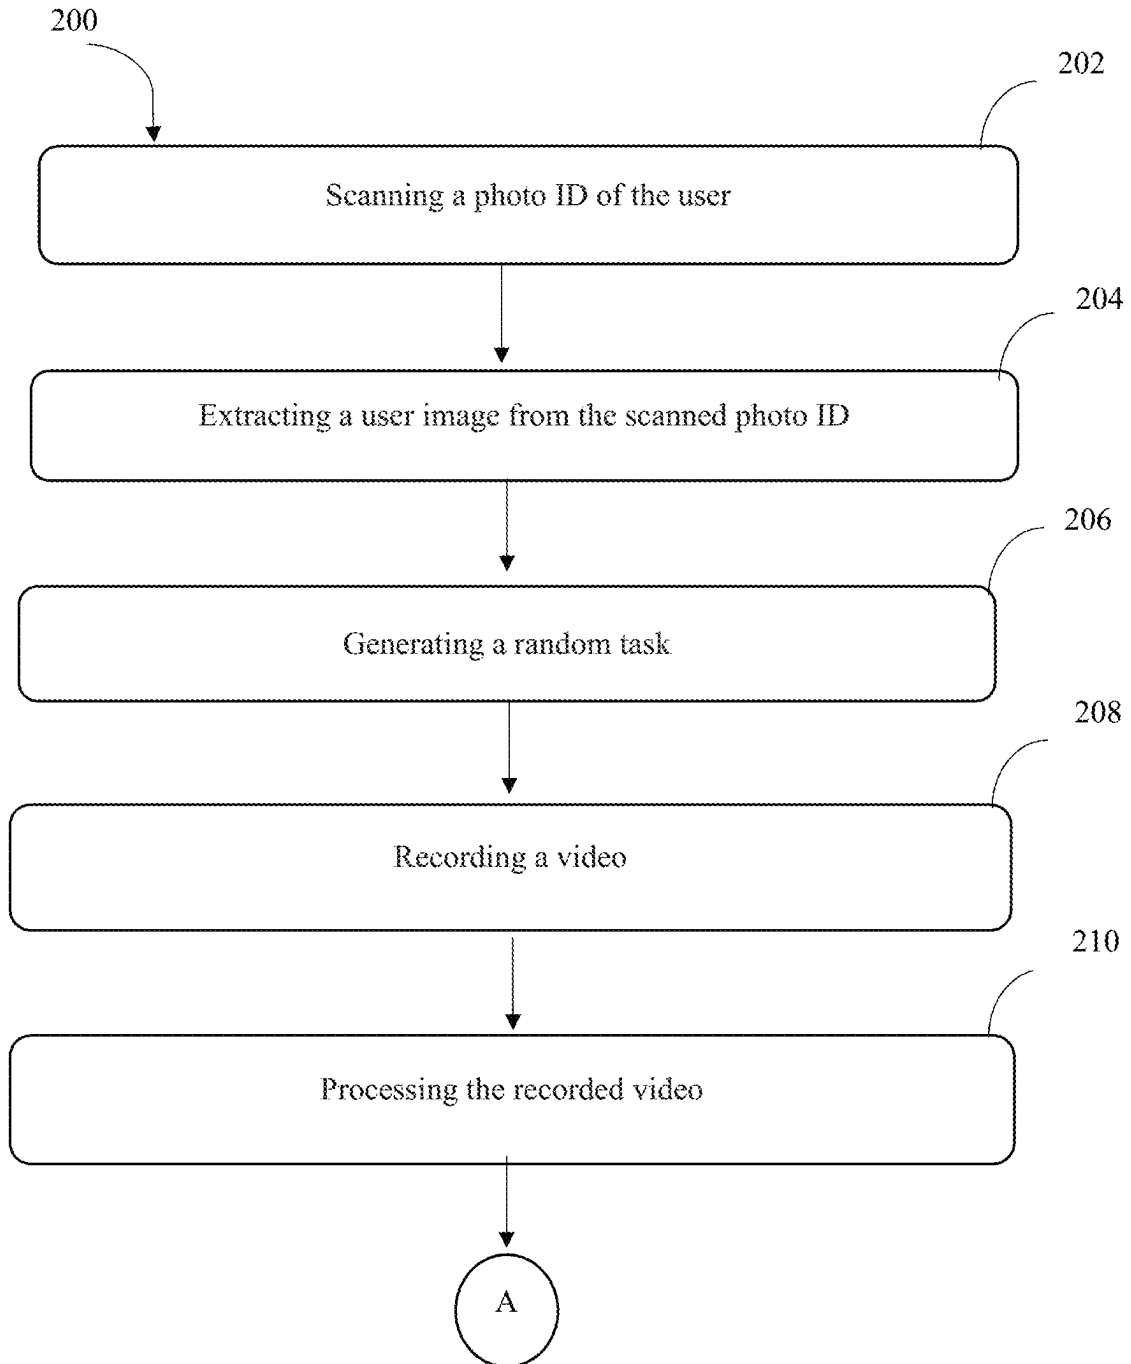 200
202
Scanning a photo ID of the user
204
Extracting a user image from the scanned photo ID
206
Generating a random task
208
Recording a video
210
Processing the recorded video
A